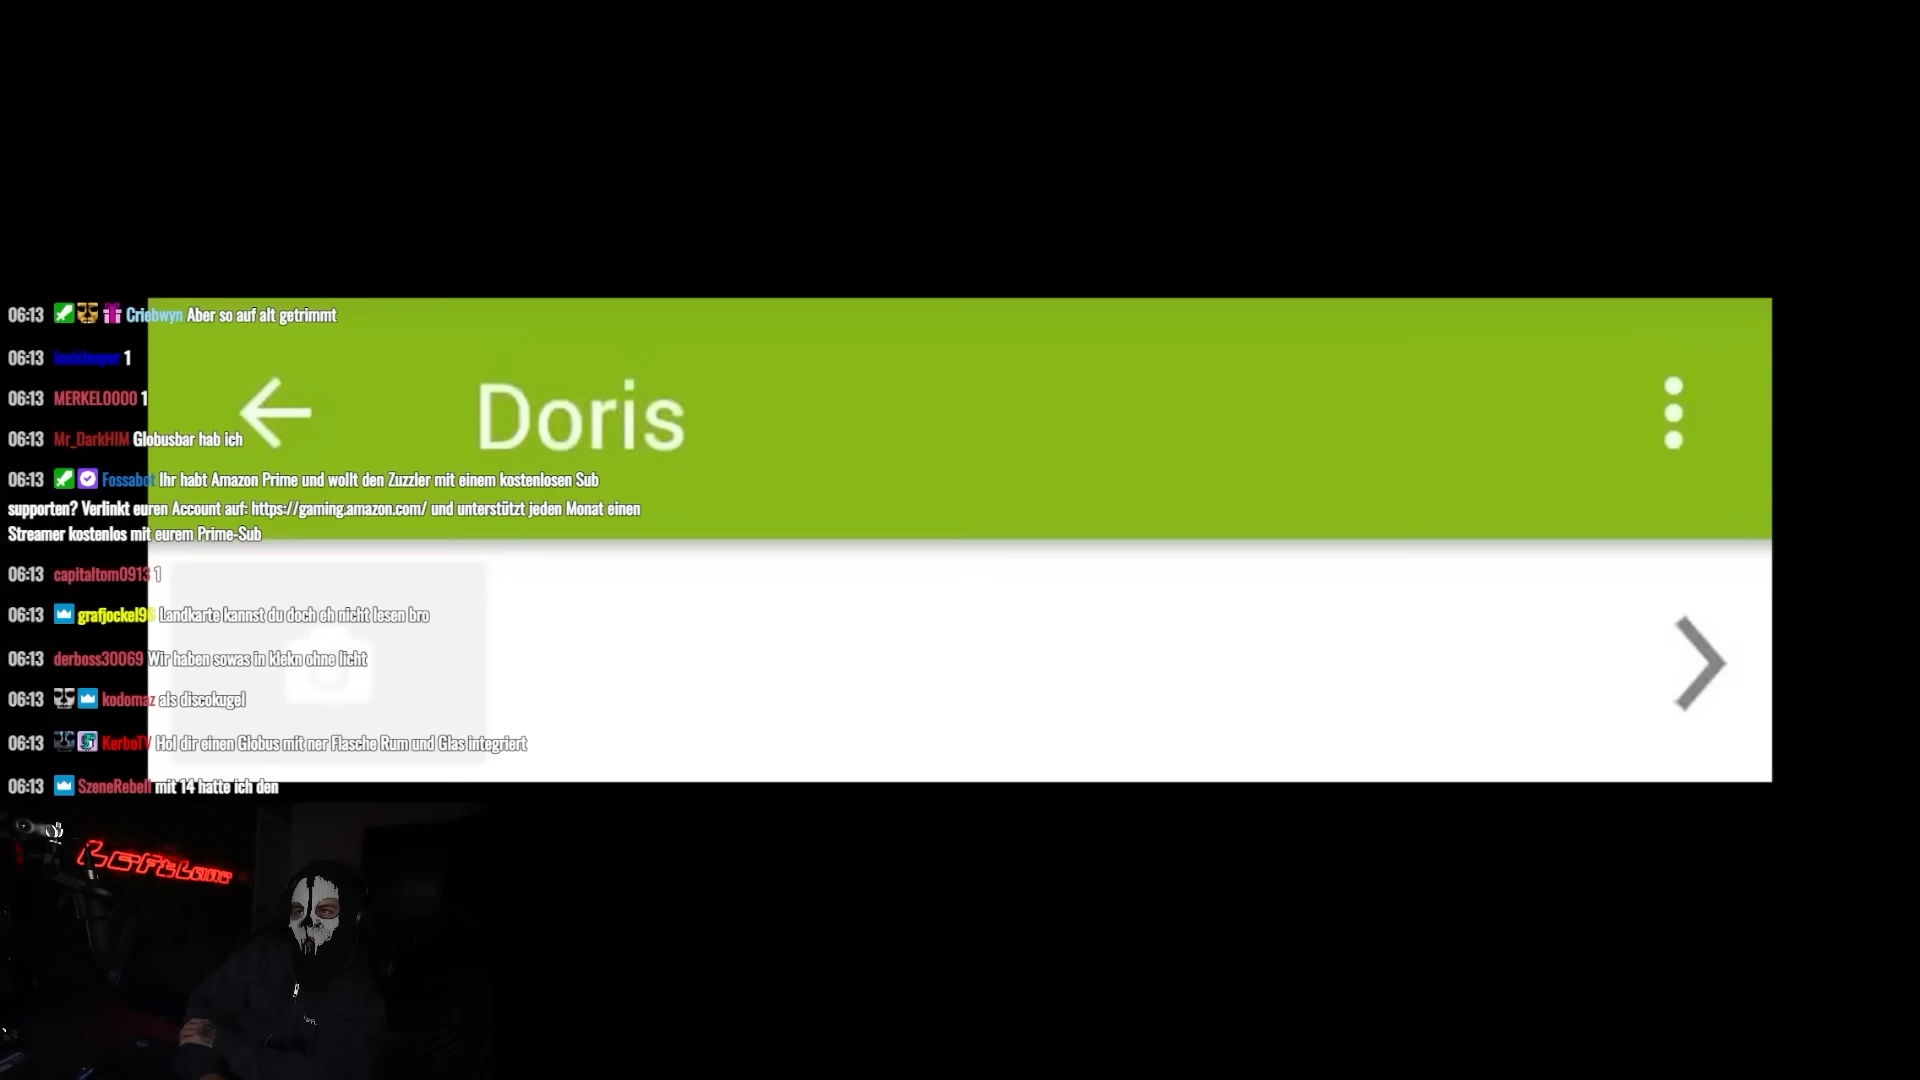 06:13 Criebwyn Aber so auf alt getrimmt
06:13 1
06:13 MERKEL0000 1
Doris
06:13 Mr_DarkHIM Globusbar hab ich
06:13 Fossabot Ihr habt Amazon Prime und wollt den Zuzzler mit einem kostenlosen Sub
supporten? Verlinkt euren Account auf: https://gaming.amazon.com/ und unterstützt jeden Monat einen
Streamer kostenlos mit eurem Prime-Sub
06:13 capitaltom0913 1
06:13 Landkarte kannst du doch eh nicht lesen bro
06:13 derboss30069 Wir haben sowas in klekn ohne licht
06:13 kodomaz als discokugel
06:13 KerboTV Hol dir einen Globus mit ner Flasche Rum und Glas integriert
06:13 SzeneRebell mit 14 hatte ich den